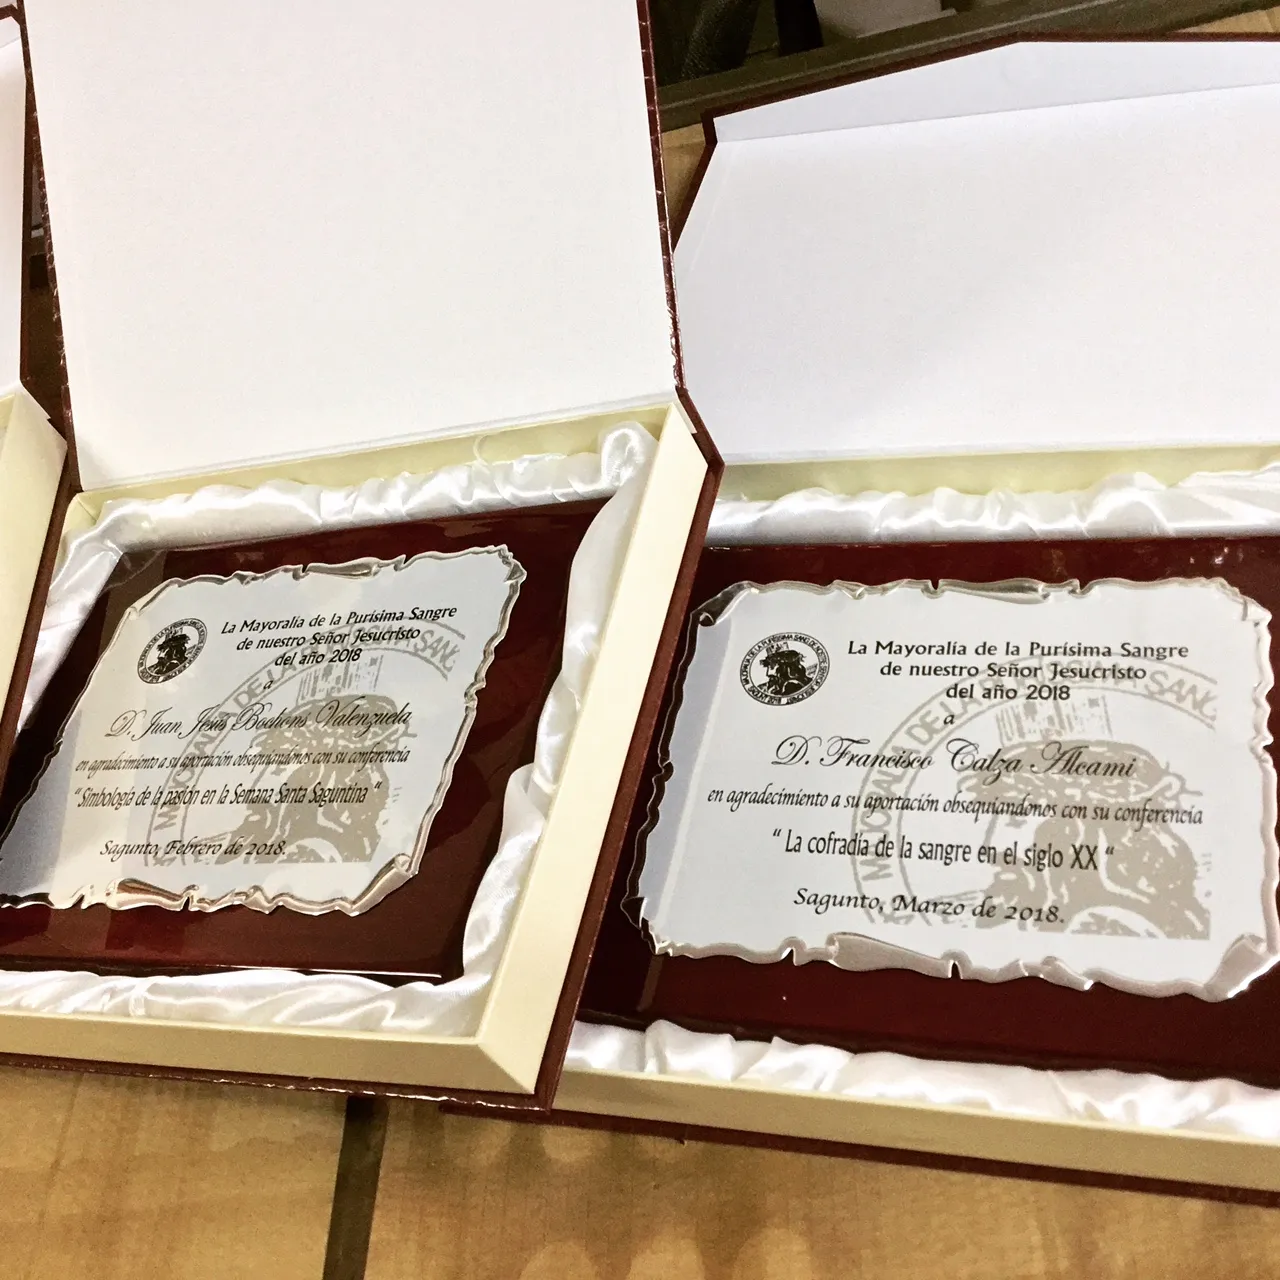 La Mayoralía de la Purísima Sangre
de nuestro Señor Jesucristo
del año 2018
a
D. Juan Jesús Bochons Valenzuela
en agradecimiento a su aportación obsequiándonos con su conferencia
“ Simbología de la pasión en la Semana Santa Saguntina “
Sagunto, Febrero de 2018.
La Mayoralía de la Purísima Sangre
de nuestro Señor Jesucristo
del año 2018
a
D. Francisco Calza Alcami
en agradecimiento a su aportación obsequiandonos con su conferencia
“ La cofradía de la sangre en el siglo XX “
Sagunto, Marzo de 2018.